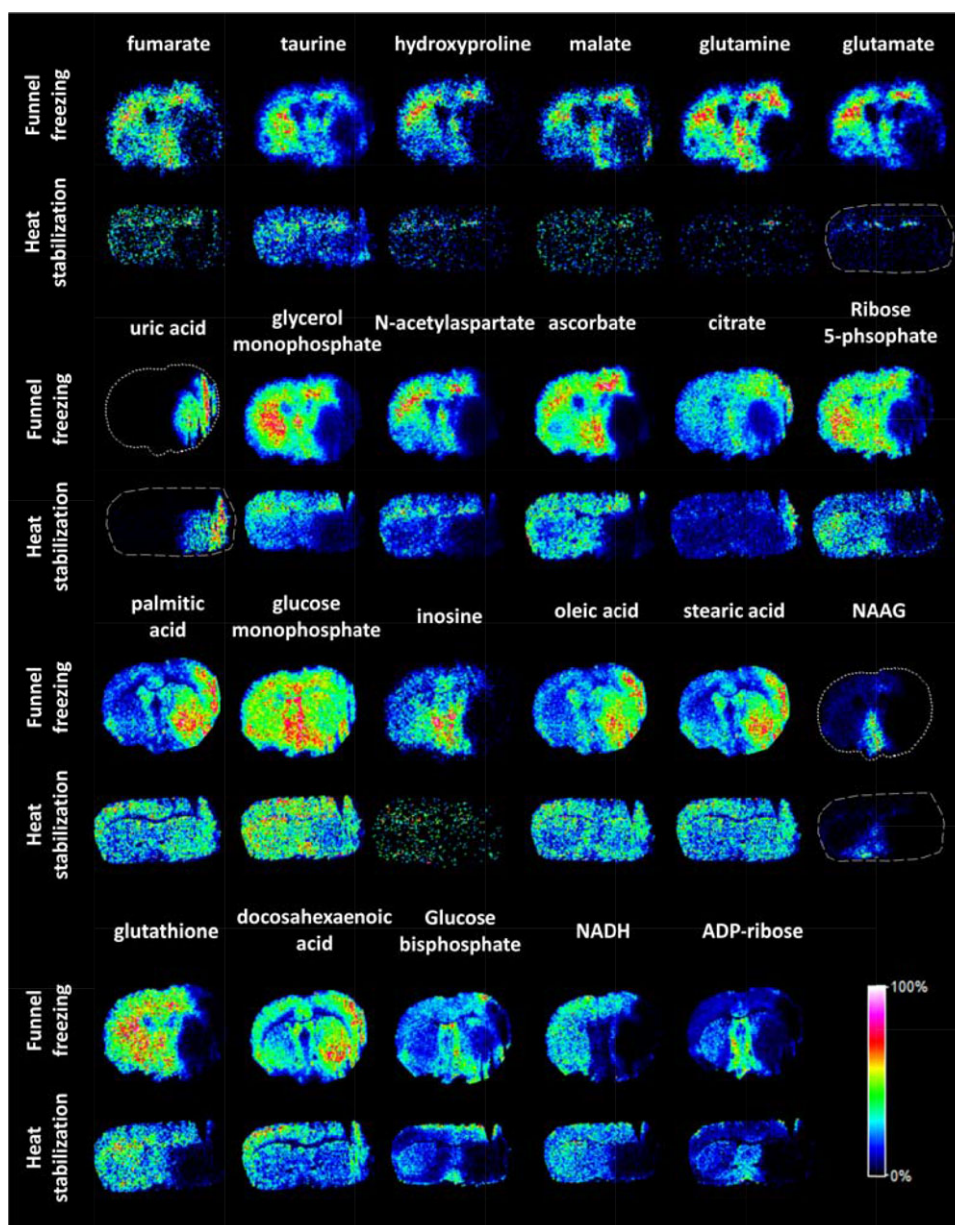 fumarate taurine hydroxyproline malate glutamine glutamate
Funnel
freezing
Heat
stabilization
uric acid glycerol
monophosphate N-acetylaspartate ascorbate citrate Ribose
5-phsophate
Funnel
freezing
Heat
stabilization
palmitic
acid glucose
monophosphate inosine oleic acid stearic acid NAAG
Funnel
freezing
Heat
stabilization
glutathione docosahexaenoic
acid Glucose
bisphosphate NADH ADP-ribose
Funnel
freezing
Heat
stabilization
100%
0%